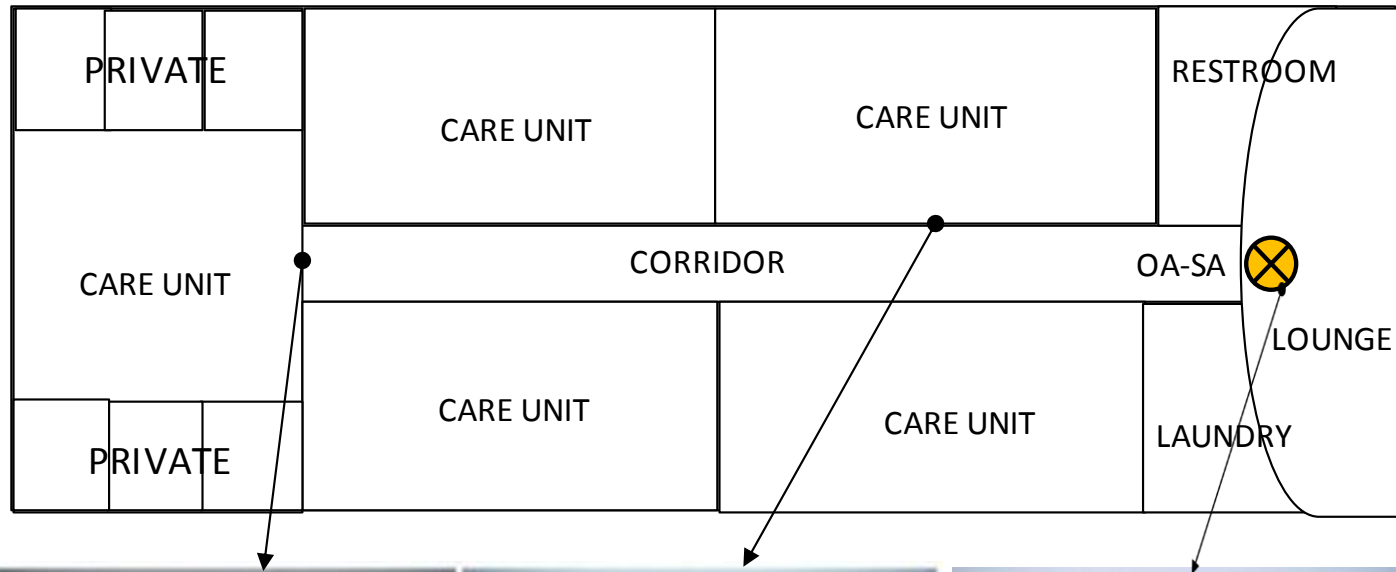 PRIVATE
RESTROOM
CARE UNIT
CARE UNIT
CORRIDOR
OA-SA
CARE UNIT
LOUNGE
CARE UNIT
CARE UNIT
LAUNDRY
PRIVATE